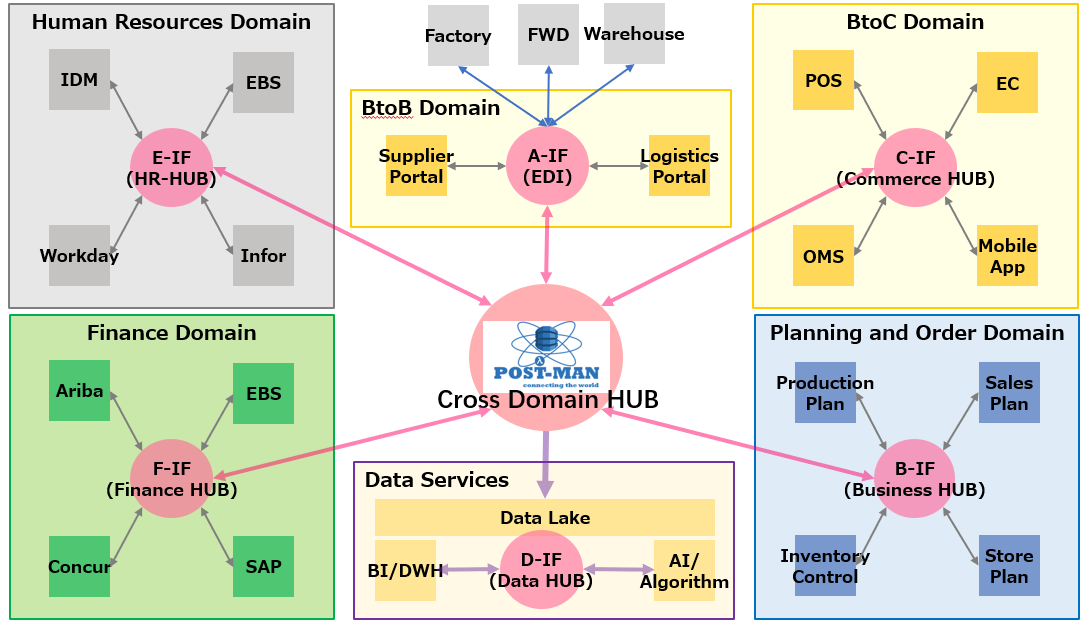 Human Resources Domain
IDM
EBS
E-IF
(HR-HUB)
Workday
Infor
Factory
FWD
Warehouse
BtoB Domain
Supplier
Portal
A-IF
(EDI)
Logistics
Portal
BtoC Domain
POS
EC
C-IF
(Commerce HUB)
OMS
Mobile
App
POST-MAN
connecting the world
Cross Domain HUB
Finance Domain
Ariba
EBS
F-IF
(Finance HUB)
Concur
SAP
Data Services
Data Lake
BI/DWH
D-IF
(Data HUB)
AI/
Algorithm
Planning and Order Domain
Production
Plan
Sales
Plan
B-IF
(Business HUB)
Inventory
Control
Store
Plan